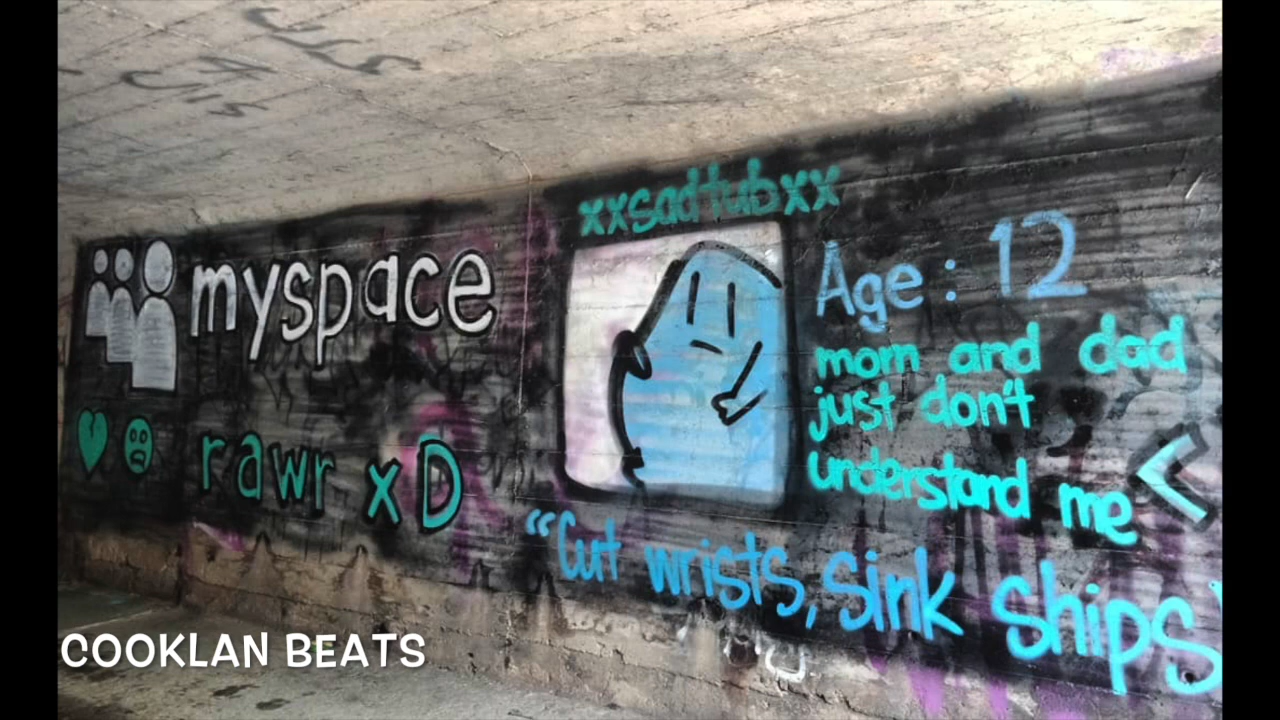 myspace
rawr xD
xxsadtubxx
Age: 12
mom and dad
just don't
understand me
"Cut wrists, sink ships"
COOKLAN BEATS